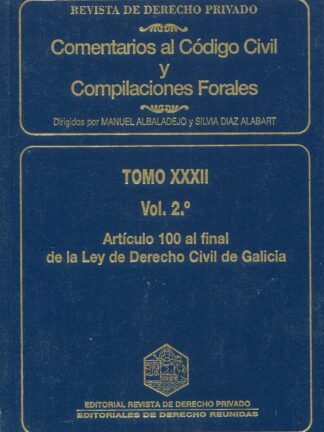 REVISTA DE DERECHO PRIVADO
Comentarios al Código Civil
y
Compilaciones Forales
Dirigidos por MANUEL ALBALADEJO y SILVIA DIAZ ALABART
TOMO XXXII
Vol. 2.º
Artículo 100 al final
de la Ley de Derecho Civil de Galicia
EDITORIAL REVISTA DE DERECHO PRIVADO
EDITORIALES DE DERECHO REUNIDAS